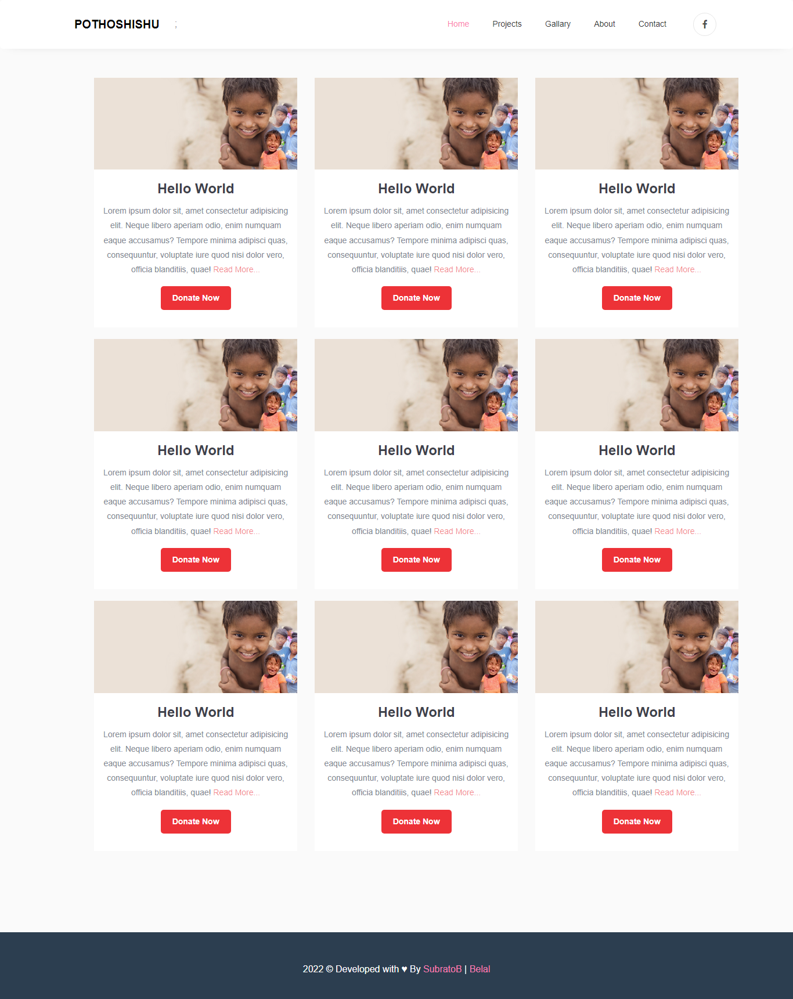 POTHOSHISHU ; Home Projects Gallary About Contact
Hello World
Lorem ipsum dolor sit, amet consectetur adipisicing
elit. Neque libero aperiam odio, enim numquam
eaque accusamus? Tempore minima adipisci quas,
consequuntur, voluptate iure quod nisi dolor vero,
officia blanditiis, quae! Read More...
Donate Now
Hello World
Lorem ipsum dolor sit, amet consectetur adipisicing
elit. Neque libero aperiam odio, enim numquam
eaque accusamus? Tempore minima adipisci quas,
consequuntur, voluptate iure quod nisi dolor vero,
officia blanditiis, quae! Read More...
Donate Now
Hello World
Lorem ipsum dolor sit, amet consectetur adipisicing
elit. Neque libero aperiam odio, enim numquam
eaque accusamus? Tempore minima adipisci quas,
consequuntur, voluptate iure quod nisi dolor vero,
officia blanditiis, quae! Read More...
Donate Now
Hello World
Lorem ipsum dolor sit, amet consectetur adipisicing
elit. Neque libero aperiam odio, enim numquam
eaque accusamus? Tempore minima adipisci quas,
consequuntur, voluptate iure quod nisi dolor vero,
officia blanditiis, quae! Read More...
Donate Now
Hello World
Lorem ipsum dolor sit, amet consectetur adipisicing
elit. Neque libero aperiam odio, enim numquam
eaque accusamus? Tempore minima adipisci quas,
consequuntur, voluptate iure quod nisi dolor vero,
officia blanditiis, quae! Read More...
Donate Now
Hello World
Lorem ipsum dolor sit, amet consectetur adipisicing
elit. Neque libero aperiam odio, enim numquam
eaque accusamus? Tempore minima adipisci quas,
consequuntur, voluptate iure quod nisi dolor vero,
officia blanditiis, quae! Read More...
Donate Now
Hello World
Lorem ipsum dolor sit, amet consectetur adipisicing
elit. Neque libero aperiam odio, enim numquam
eaque accusamus? Tempore minima adipisci quas,
consequuntur, voluptate iure quod nisi dolor vero,
officia blanditiis, quae! Read More...
Donate Now
Hello World
Lorem ipsum dolor sit, amet consectetur adipisicing
elit. Neque libero aperiam odio, enim numquam
eaque accusamus? Tempore minima adipisci quas,
consequuntur, voluptate iure quod nisi dolor vero,
officia blanditiis, quae! Read More...
Donate Now
Hello World
Lorem ipsum dolor sit, amet consectetur adipisicing
elit. Neque libero aperiam odio, enim numquam
eaque accusamus? Tempore minima adipisci quas,
consequuntur, voluptate iure quod nisi dolor vero,
officia blanditiis, quae! Read More...
Donate Now
2022 © Developed with ♥ By SubratoB | Belal